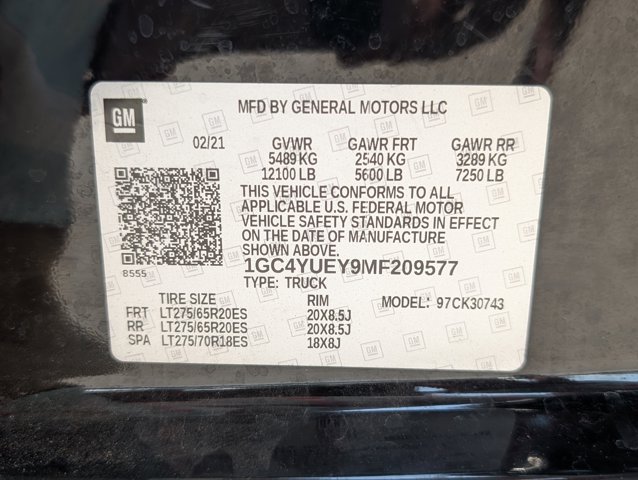 GM
MFD BY GENERAL MOTORS LLC
02/21 GVWR GAWR FRT GAWR RR
5489 KG 2540 KG 3289 KG
12100 LB 5600 LB 7250 LB
THIS VEHICLE CONFORMS TO ALL
APPLICABLE U.S. FEDERAL MOTOR
VEHICLE SAFETY STANDARDS IN EFFECT
ON THE DATE OF MANUFACTURE
SHOWN ABOVE.
8555
1GC4YUEY9MF209577
TYPE: TRUCK
TIRE SIZE RIM MODEL: 97CK30743
FRT LT275/65R20ES 20X8.5J
RR LT275/65R20ES 20X8.5J
SPA LT275/70R18ES 18X8J